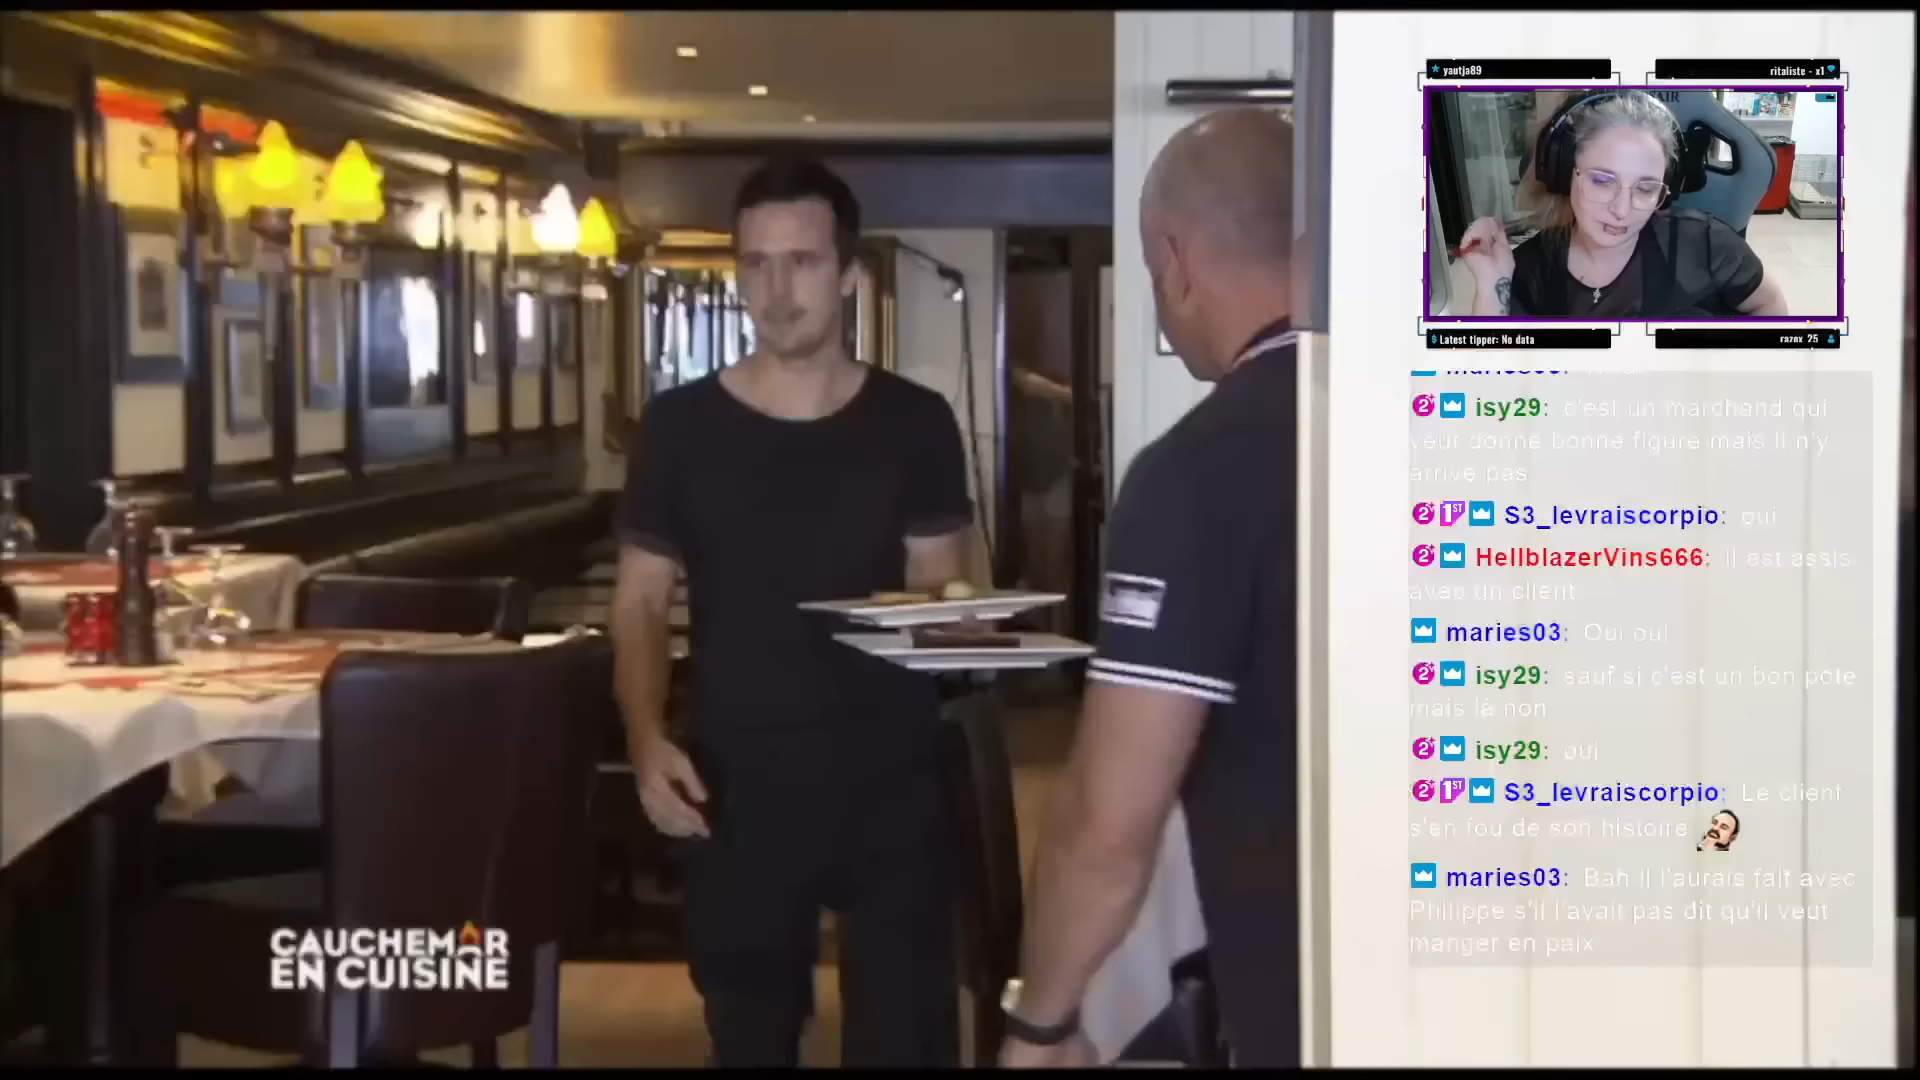 yautja89
ritaliste - x1
Latest tipper: No data
razox_25
isy29: c'est un marchand qui
veur donne bonne figure mais il n'y
arrive pas
S3_levraiscorpio: oui
HellblazerVins666: Il est assis
avec un client
maries03: Oui oui
isy29: sauf si c'est un bon pote
mais là non
isy29: oui
S3_levraiscorpio: Le client
s'en fou de son histoire
maries03: Bah il l'aurais fait avec
Philippe s'il l'avait pas dit qu'il veut
manger en paix
CAUCHEMAR
EN CUISINE